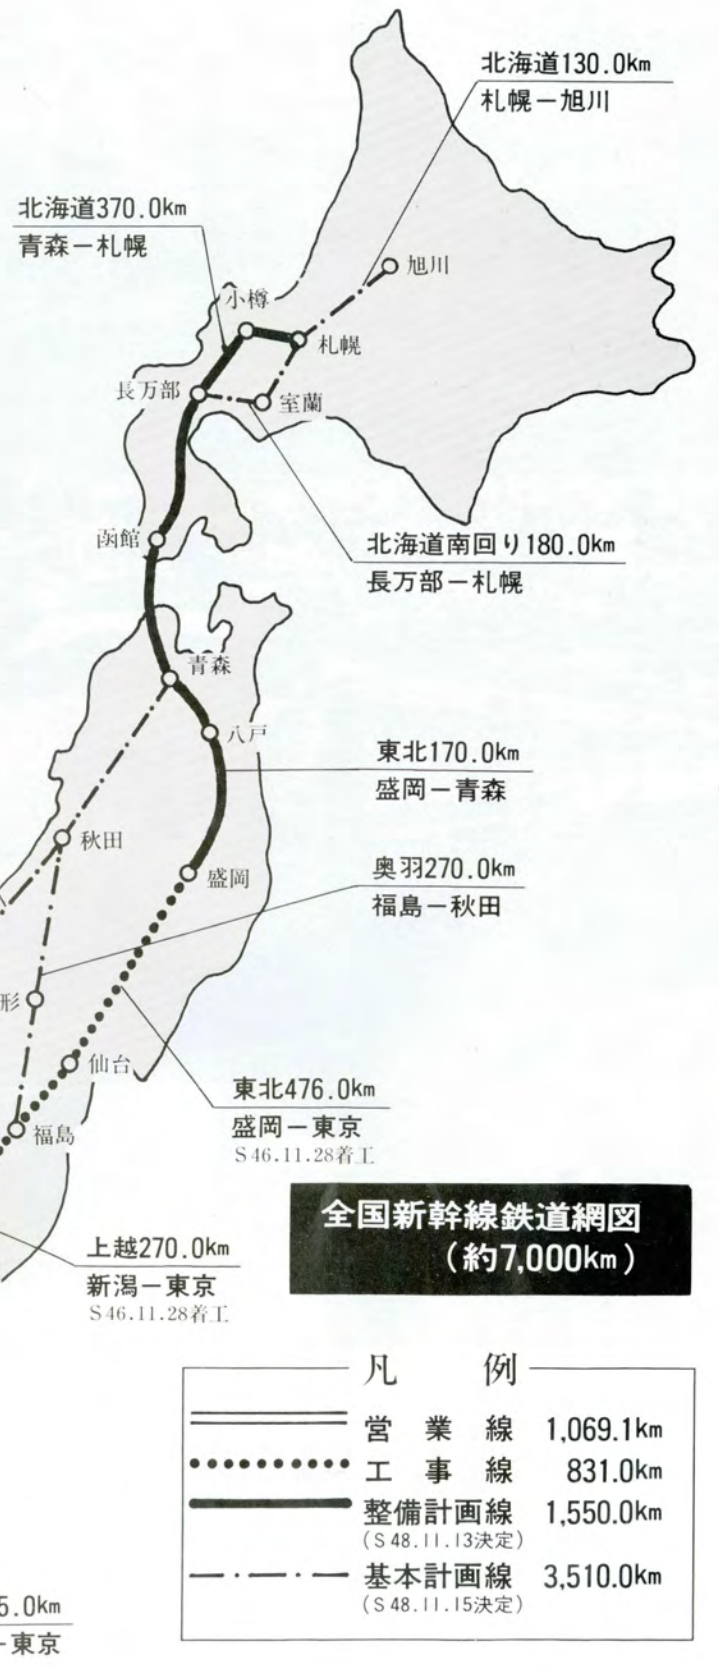 北海道130.0km
札幌－旭川
北海道370.0km
青森－札幌
旭川
小樽
札幌
長万部
室蘭
函館
北海道南回り180.0km
長万部－札幌
青森
八戸
東北170.0km
盛岡－青森
秋田
盛岡
奥羽270.0km
福島－秋田
形
仙台
東北476.0km
盛岡－東京
S46.11.28着工
福島
全国新幹線鉄道網図
(約7,000km)
上越270.0km
新潟－東京
S46.11.28着工
凡例
営業線 1,069.1km
工事線 831.0km
整備計画線 1,550.0km
(S48.11.13決定)
基本計画線 3,510.0km
(S48.11.15決定)
5.0km
－東京